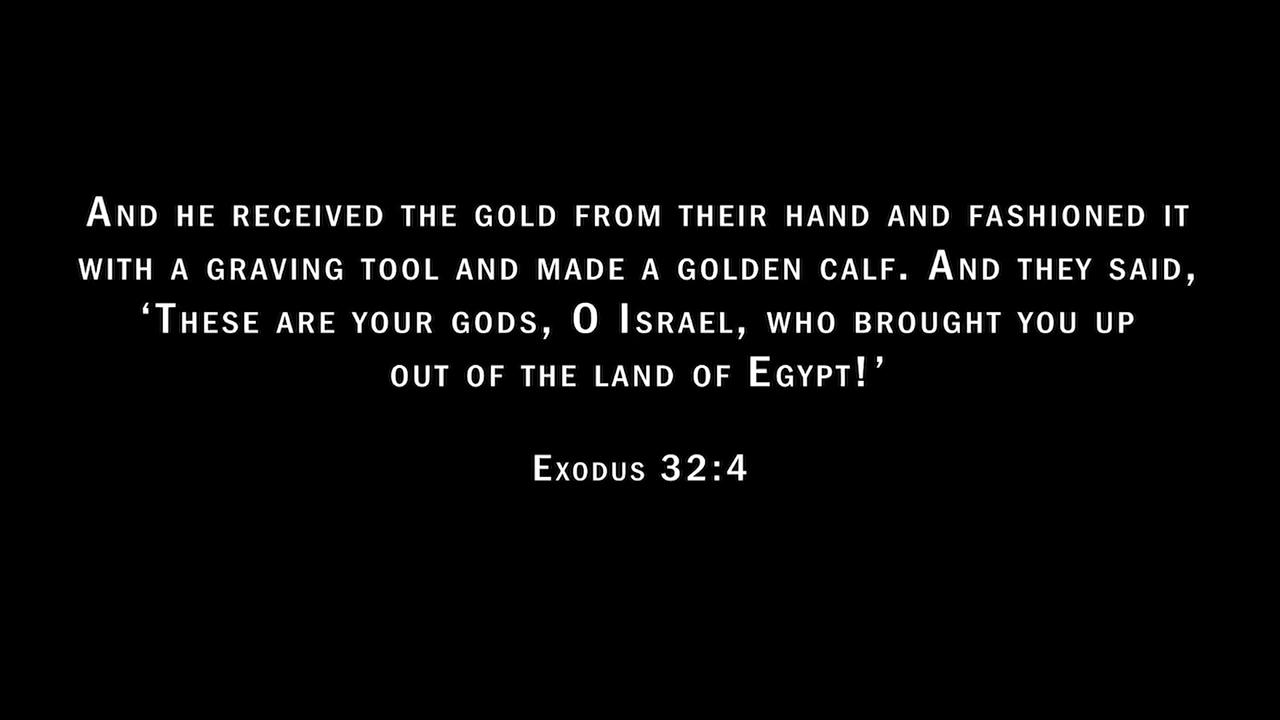 And he received the gold from their hand and fashioned it
with a graving tool and made a golden calf. And they said,
‘These are your gods, O Israel, who brought you up
out of the land of Egypt!’
Exodus 32:4